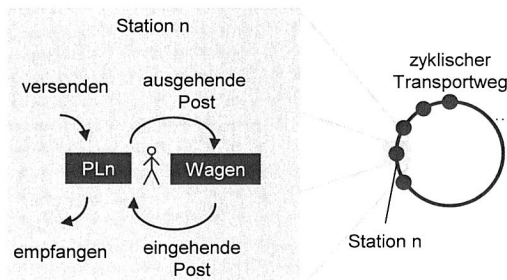 Station n
versenden
ausgehende
Post
PLn
Wagen
empfangen
eingehende
Post
zyklischer
Transportweg
..
Station n